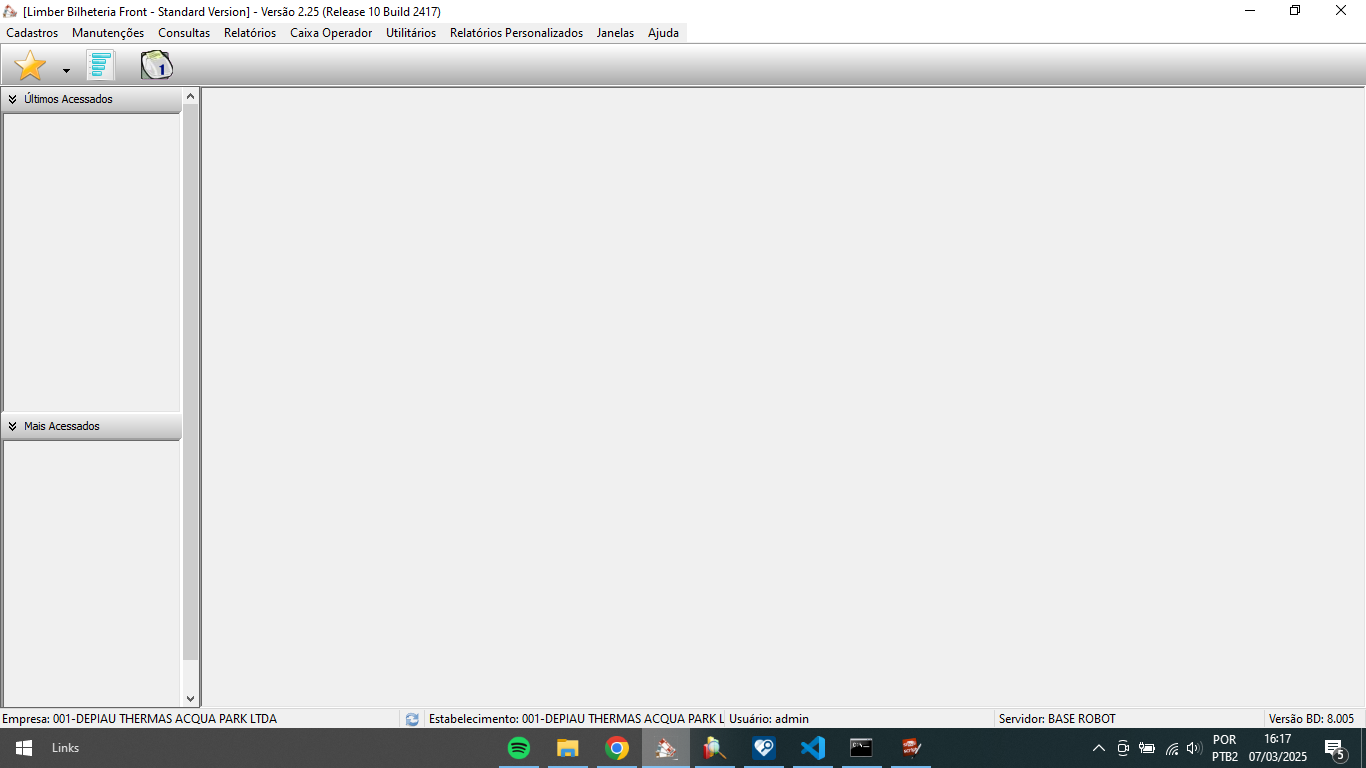 [Limber Bilheteria Front - Standard Version] - Versão 2.25 (Release 10 Build 2417)
Cadastros Manutenções Consultas Relatórios Caixa Operador Utilitários Relatórios Personalizados Janelas Ajuda
1
Últimos Acessados
Mais Acessados
Empresa: 001-DEPIAU THERMAS ACQUA PARK LTDA Estabelecimento: 001-DEPIAU THERMAS ACQUA PARK L Usuário: admin Servidor: BASE ROBOT Versão BD: 8.005
Links
POR
PTB2
16:17
07/03/2025
5